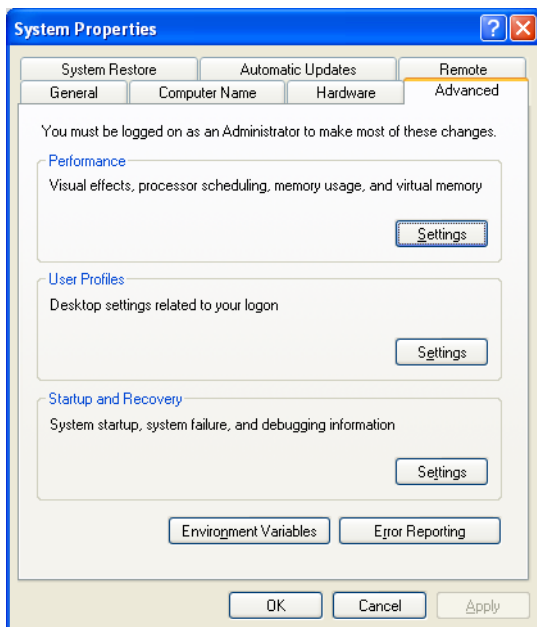 System Properties
System Restore Automatic Updates Remote
General Computer Name Hardware Advanced
You must be logged on as an Administrator to make most of these changes.
Performance
Visual effects, processor scheduling, memory usage, and virtual memory
Settings
User Profiles
Desktop settings related to your logon
Settings
Startup and Recovery
System startup, system failure, and debugging information
Settings
Environment Variables Error Reporting
OK Cancel Apply